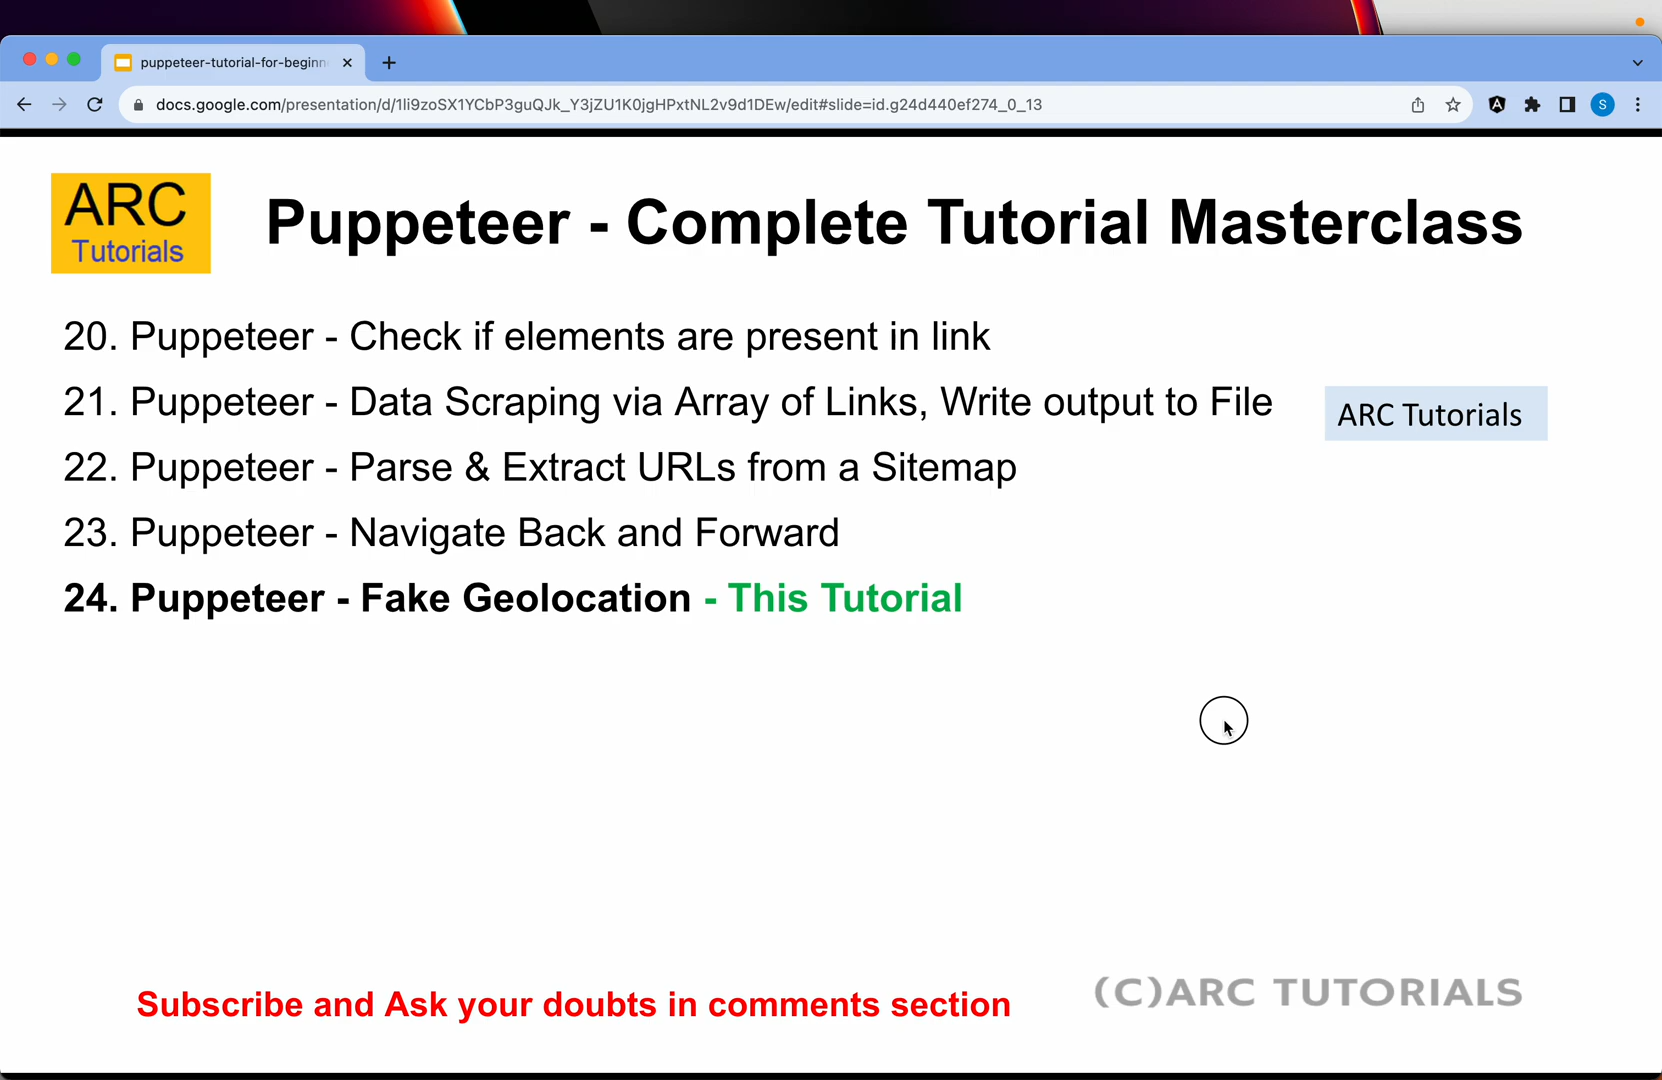 puppeteer-tutorial-for-beginn
docs.google.com/presentation/d/1li9zoSX1YCbP3guQJk_Y3jZU1K0jgHPxtNL2v9d1DEw/edit#slide=id.g24d440ef274_0_13
S
ARC
Tutorials
Puppeteer - Complete Tutorial Masterclass
20. Puppeteer - Check if elements are present in link
21. Puppeteer - Data Scraping via Array of Links, Write output to File
ARC Tutorials
22. Puppeteer - Parse & Extract URLs from a Sitemap
23. Puppeteer - Navigate Back and Forward
24. Puppeteer - Fake Geolocation - This Tutorial
Subscribe and Ask your doubts in comments section
(C)ARC TUTORIALS